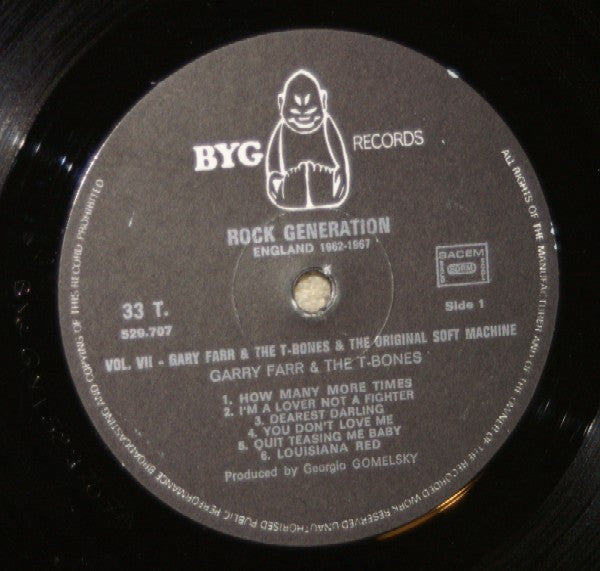 BYG RECORDS
ROCK GENERATION
ENGLAND 1962-1967
SACEM
SDRM
33 T.
529.707
Side 1
VOL. VII - GARY FARR & THE T-BONES & THE ORIGINAL SOFT MACHINE
GARRY FARR & THE T-BONES
1. HOW MANY MORE TIMES
2. I'M A LOVER NOT A FIGHTER
3. DEAREST DARLING
4. YOU DON'T LOVE ME
5. QUIT TEASING ME BABY
6. LOUISIANA RED
Produced by Georgio GOMELSKY
ALL RIGHTS OF THE MANUFACTURER AND OF THE OWNER OF THE RECORDED WORK RESERVED UNAUTHORISED PUBLIC PERFORMANCE BROADCASTING AND COPYING OF THIS RECORD PROHIBITED